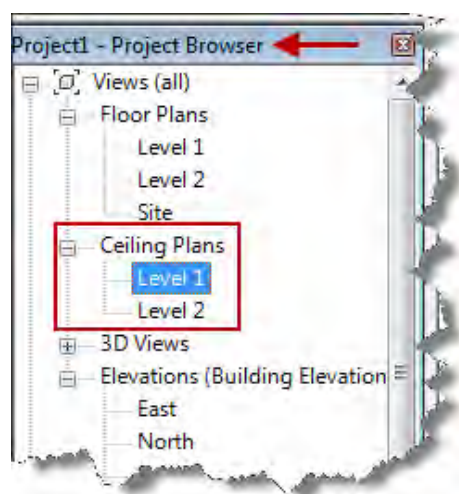 Project1 - Project Browser
Views (all)
Floor Plans
Level 1
Level 2
Site
Ceiling Plans
Level 1
Level 2
3D Views
Elevations (Building Elevation
East
North